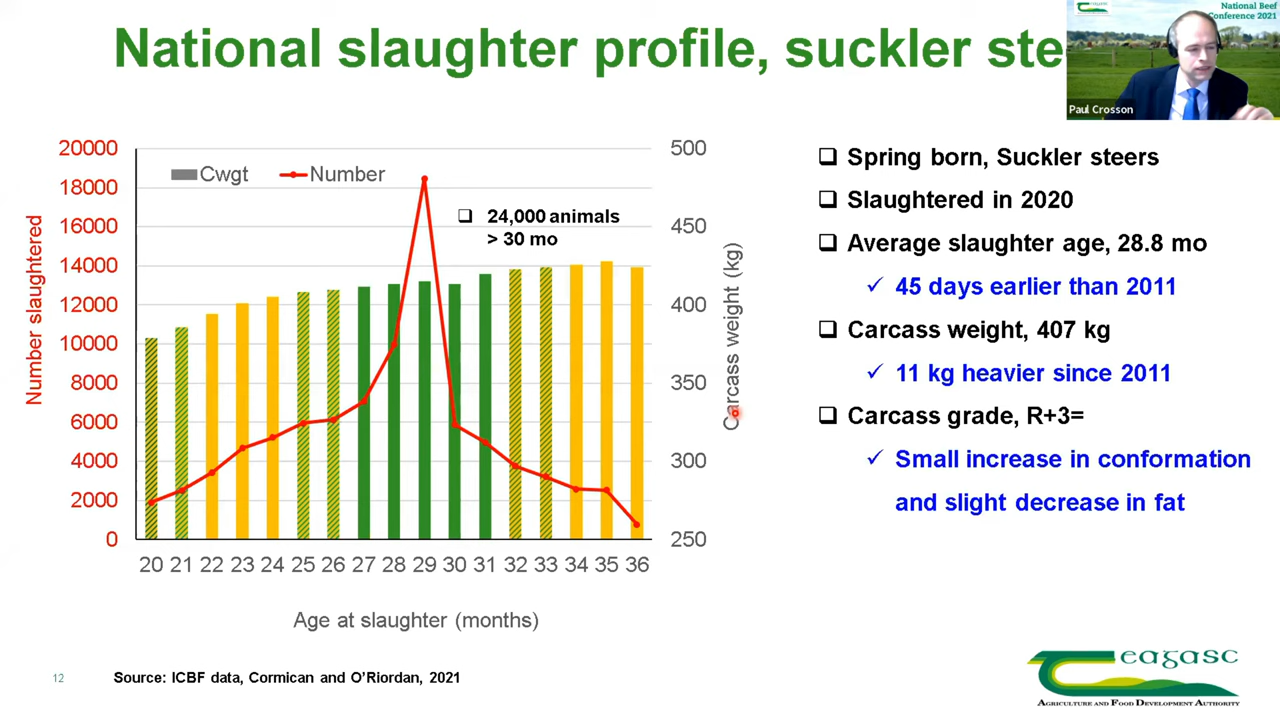 National slaughter profile, suckler ste
National Beef
Conference 2021
Paul Crosson
20000
18000
16000
14000
12000
10000
8000
6000
4000
2000
0
Number slaughtered
Cwgt
Number
24,000 animals
> 30 mo
500
450
400
350
300
250
Carcass weight (kg)
20 21 22 23 24 25 26 27 28 29 30 31 32 33 34 35 36
Age at slaughter (months)
Spring born, Suckler steers
Slaughtered in 2020
Average slaughter age, 28.8 mo
45 days earlier than 2011
Carcass weight, 407 kg
11 kg heavier since 2011
Carcass grade, R+3=
Small increase in conformation
and slight decrease in fat
12
Source: ICBF data, Cormican and O'Riordan, 2021
eagasc
Agriculture and Food Development Authority